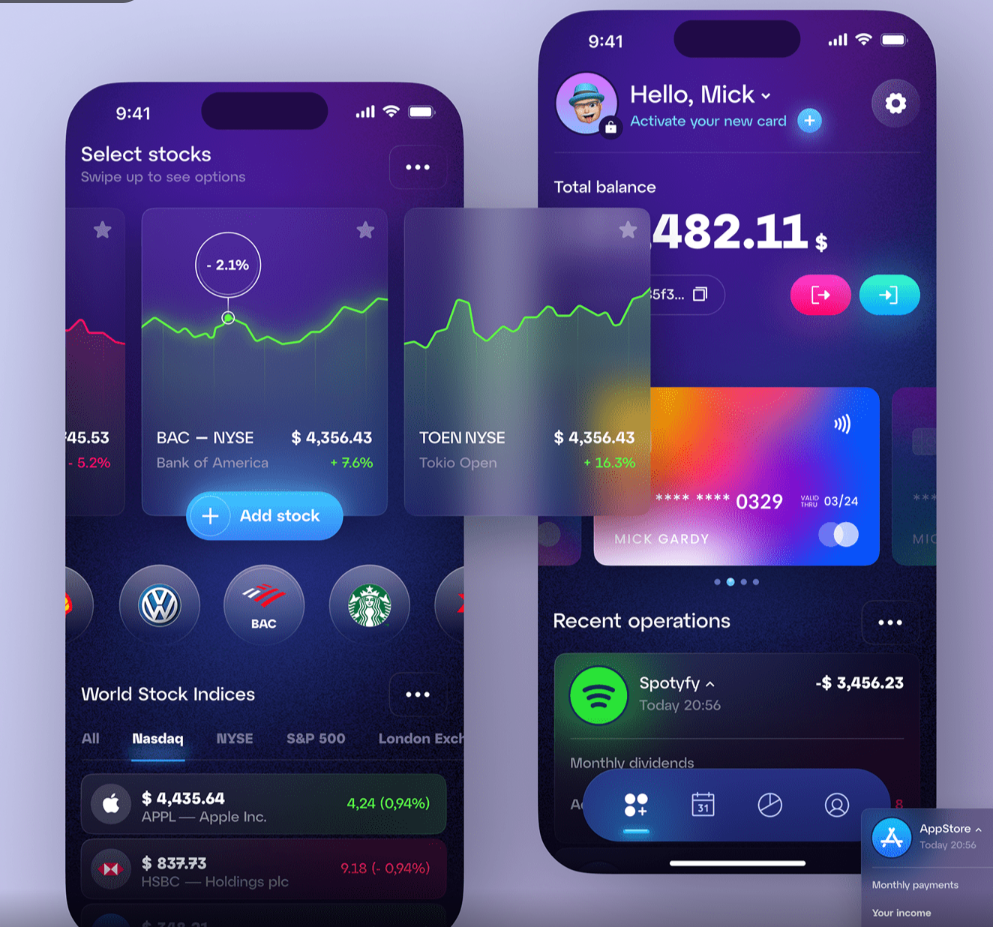 9:41
Select stocks
Swipe up to see options
- 2.1%
45.53
- 5.2%
BAC — NYSE
$ 4,356.43
Bank of America
+ 7.6%
TOEN NYSE
$ 4,356.43
Tokio Open
+ 16.3%
Add stock
BAC
World Stock Indices
All
Nasdaq
NYSE
S&P 500
London Exch
$ 4,435.64
APPL — Apple Inc.
4,24 (0,94%)
$ 837.73
HSBC — Holdings plc
9.18 (- 0,94%)
9:41
Hello, Mick
Activate your new card
Total balance
482.11 $
5f3...
**** **** 0329
VALID THRU 03/24
MICK GARDY
Recent operations
Spotyfy
-$ 3,456.23
Today 20:56
Monthly dividends
31
8
AppStore
Today 20:56
Monthly payments
Your income